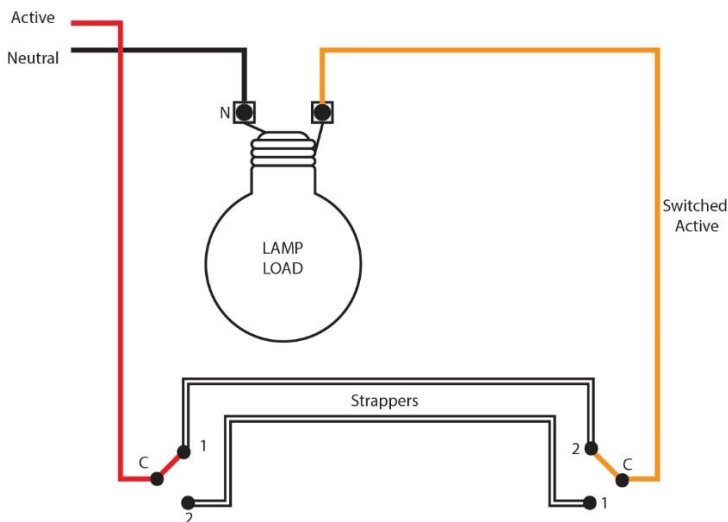 Active
Neutral
N
LAMP
LOAD
Switched
Active
Strappers
1
2
C
C
2
1